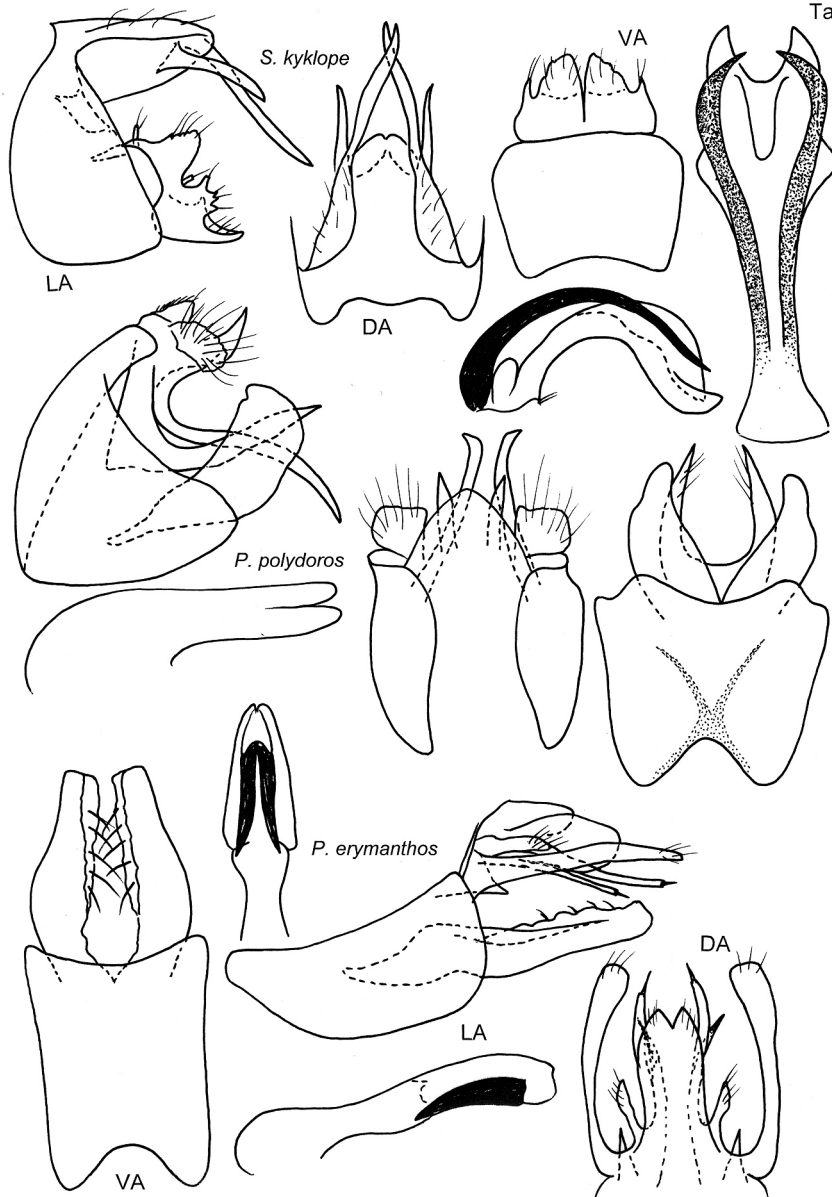 Ta
S. kyklope
VA
LA
DA
P. polydoros
P. erymanthos
DA
LA
VA